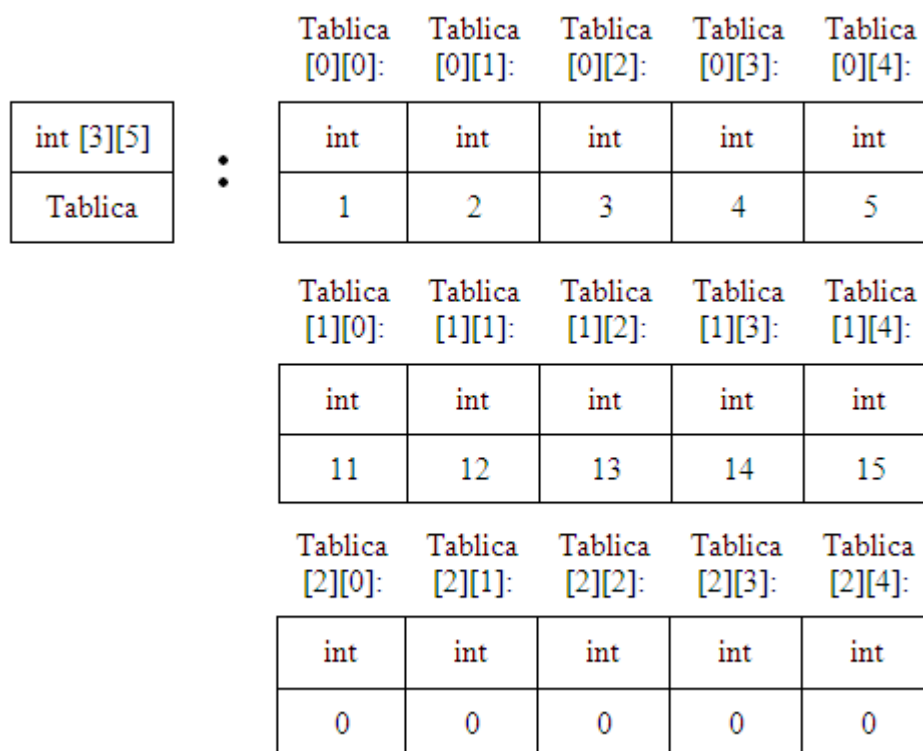 Tablica Tablica Tablica Tablica Tablica
[0][0]: [0][1]: [0][2]: [0][3]: [0][4]:
int [3][5] : int int int int int
Tablica 1 2 3 4 5
Tablica Tablica Tablica Tablica Tablica
[1][0]: [1][1]: [1][2]: [1][3]: [1][4]:
int int int int int
11 12 13 14 15
Tablica Tablica Tablica Tablica Tablica
[2][0]: [2][1]: [2][2]: [2][3]: [2][4]:
int int int int int
0 0 0 0 0